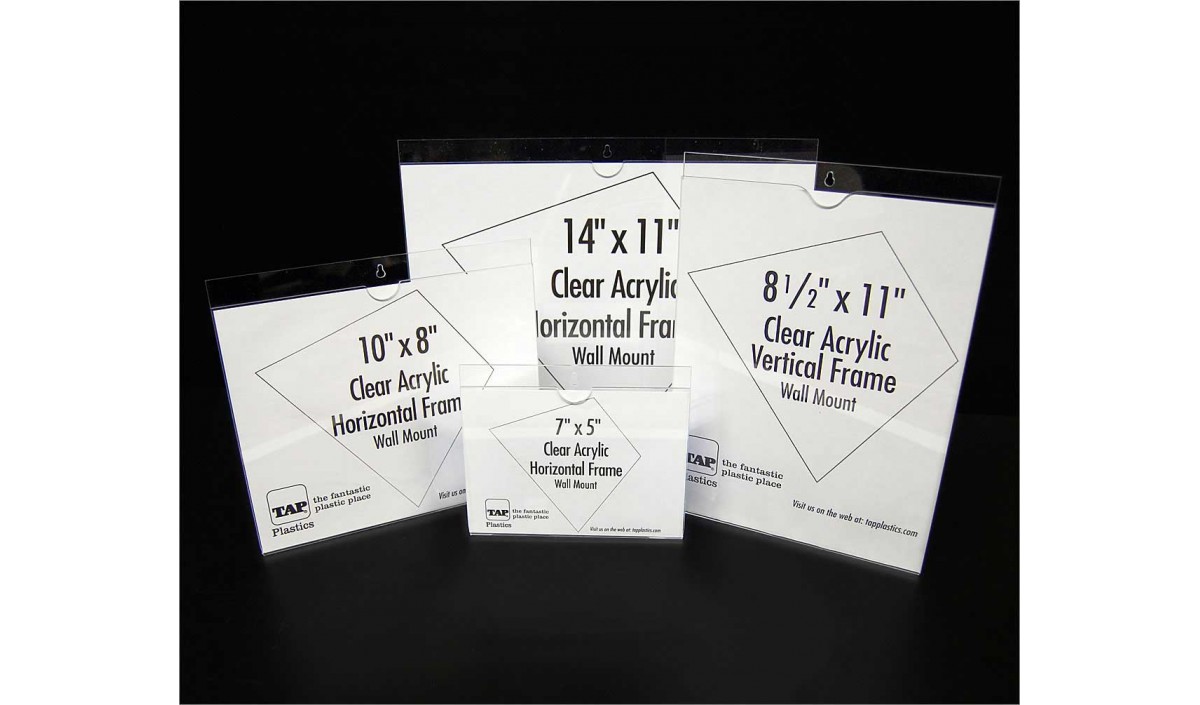 14" x 11"
Clear Acrylic
Horizontal Fra
Wall Mount
8 1/2" x 11"
Clear Acrylic
Vertical Frame
Wall Mount
TAP the fantastic
plastic place
Plastics
Visit us on the web at: tapplastics.com
10" x 8"
Clear Acrylic
Horizontal Fram
Wall Mount
TAP the fantastic
plastic place
Plastics
Visit us on
7" x 5"
Clear Acrylic
Horizontal Frame
Wall Mount
TAP the fantastic
plastic place
Plastics
Visit us on the web at: tapplastics.com